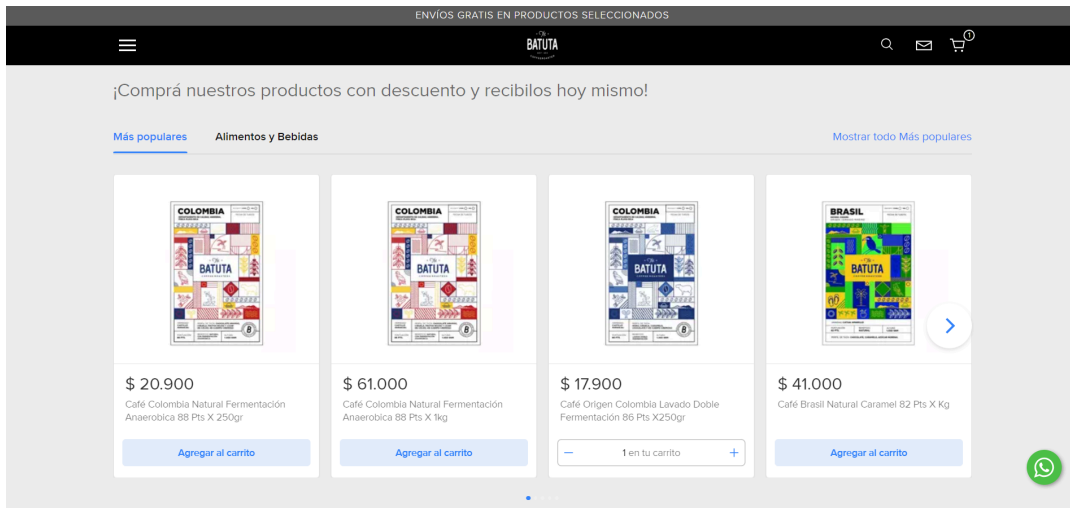 ENVÍOS GRATIS EN PRODUCTOS SELECCIONADOS
BATUTA
1
¡Comprá nuestros productos con descuento y recibilos hoy mismo!
Más populares
Alimentos y Bebidas
Mostrar todo Más populares
COLOMBIA
BATUTA
B
COLOMBIA
BATUTA
B
COLOMBIA
BATUTA
B
BRASIL
BATUTA
$ 20.900
Café Colombia Natural Fermentación
Anaerobica 88 Pts X 250gr
Agregar al carrito
$ 61.000
Café Colombia Natural Fermentación
Anaerobica 88 Pts X 1kg
Agregar al carrito
$ 17.900
Café Origen Colombia Lavado Doble
Fermentación 86 Pts X250gr
1 en tu carrito
$ 41.000
Café Brasil Natural Caramel 82 Pts X Kg
Agregar al carrito